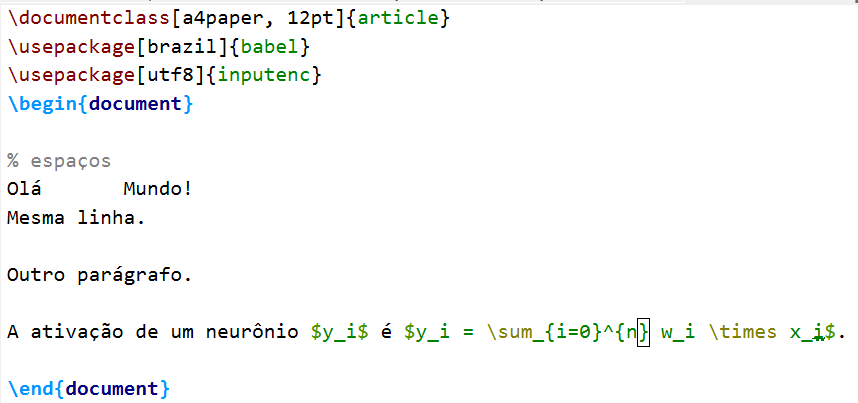 \documentclass[a4paper, 12pt]{article}
\usepackage[brazil]{babel}
\usepackage[utf8]{inputenc}
\begin{document}

% espaços
Olá       Mundo!
Mesma linha.

Outro parágrafo.

A ativação de um neurônio $y_i$ é $y_i = \sum_{i=0}^{n} w_i \times x_i$.

\end{document}